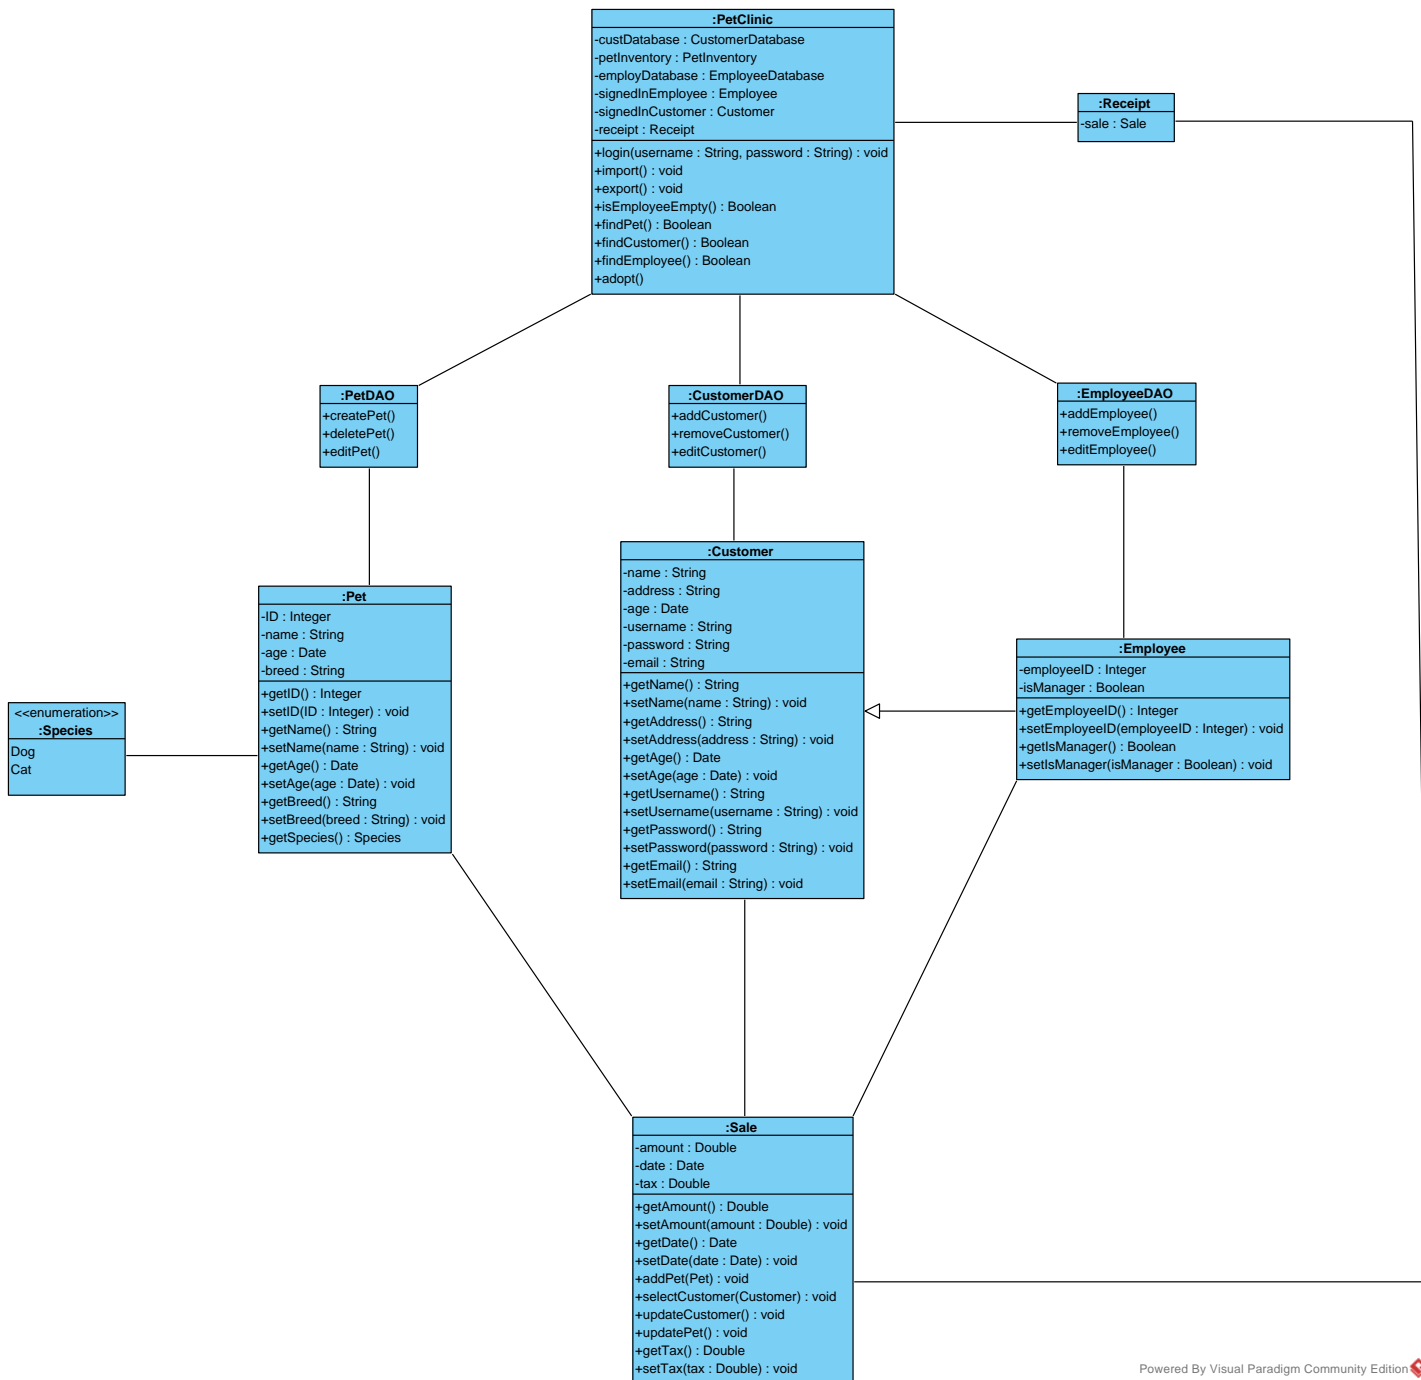 :PetClinic
-custDatabase : CustomerDatabase
-petInventory : PetInventory
-employDatabase : EmployeeDatabase
-signedInEmployee : Employee
-signedInCustomer : Customer
-receipt : Receipt
+login(username : String, password : String) : void
+import() : void
+export() : void
+isEmployeeEmpty() : Boolean
+findPet() : Boolean
+findCustomer() : Boolean
+findEmployee() : Boolean
+adopt()
:Receipt
-sale : Sale
:PetDAO
+createPet()
+deletePet()
+editPet()
:CustomerDAO
+addCustomer()
+removeCustomer()
+editCustomer()
:EmployeeDAO
+addEmployee()
+removeEmployee()
+editEmployee()
<<enumeration>>
:Species
Dog
Cat
:Pet
-ID : Integer
-name : String
-age : Date
-breed : String
+getID() : Integer
+setID(ID : Integer) : void
+getName() : String
+setName(name : String) : void
+getAge() : Date
+setAge(age : Date) : void
+getBreed() : String
+setBreed(breed : String) : void
+getSpecies() : Species
:Customer
-name : String
-address : String
-age : Date
-username : String
-password : String
-email : String
+getName() : String
+setName(name : String) : void
+getAddress() : String
+setAddress(address : String) : void
+getAge() : Date
+setAge(age : Date) : void
+getUsername() : String
+setUsername(username : String) : void
+getPassword() : String
+setPassword(password : String) : void
+getEmail() : String
+setEmail(email : String) : void
:Employee
-employeeID : Integer
-isManager : Boolean
+getEmployeeID() : Integer
+setEmployeeID(employeeID : Integer) : void
+getIsManager() : Boolean
+setIsManager(isManager : Boolean) : void
:Sale
-amount : Double
-date : Date
-tax : Double
+getAmount() : Double
+setAmount(amount : Double) : void
+getDate() : Date
+setDate(date : Date) : void
+addPet(Pet) : void
+selectCustomer(Customer) : void
+updateCustomer() : void
+updatePet() : void
+getTax() : Double
+setTax(tax : Double) : void
Powered By Visual Paradigm Community Edition